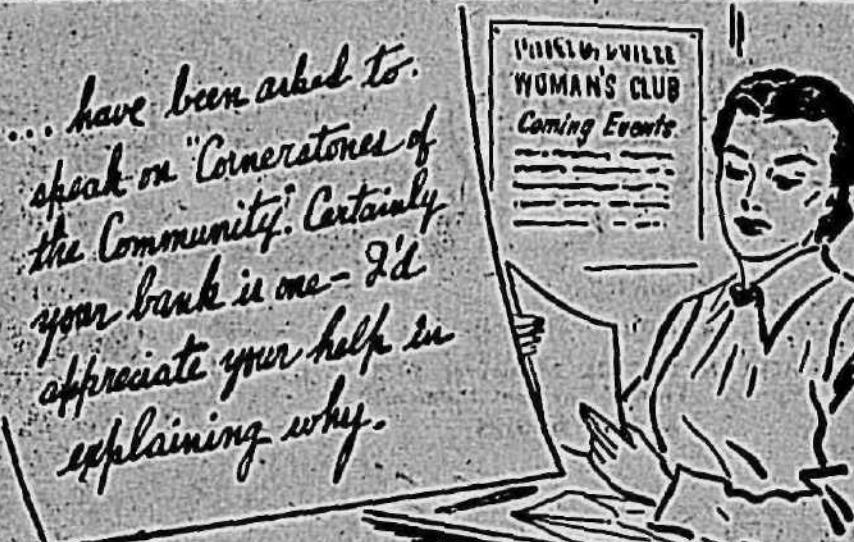 ... have been asked to
speak on "Cornerstones of
the Community". Certainly
your bank is one – I'd
appreciate your help in
explaining why.
WOMAN'S CLUB
Coming Events